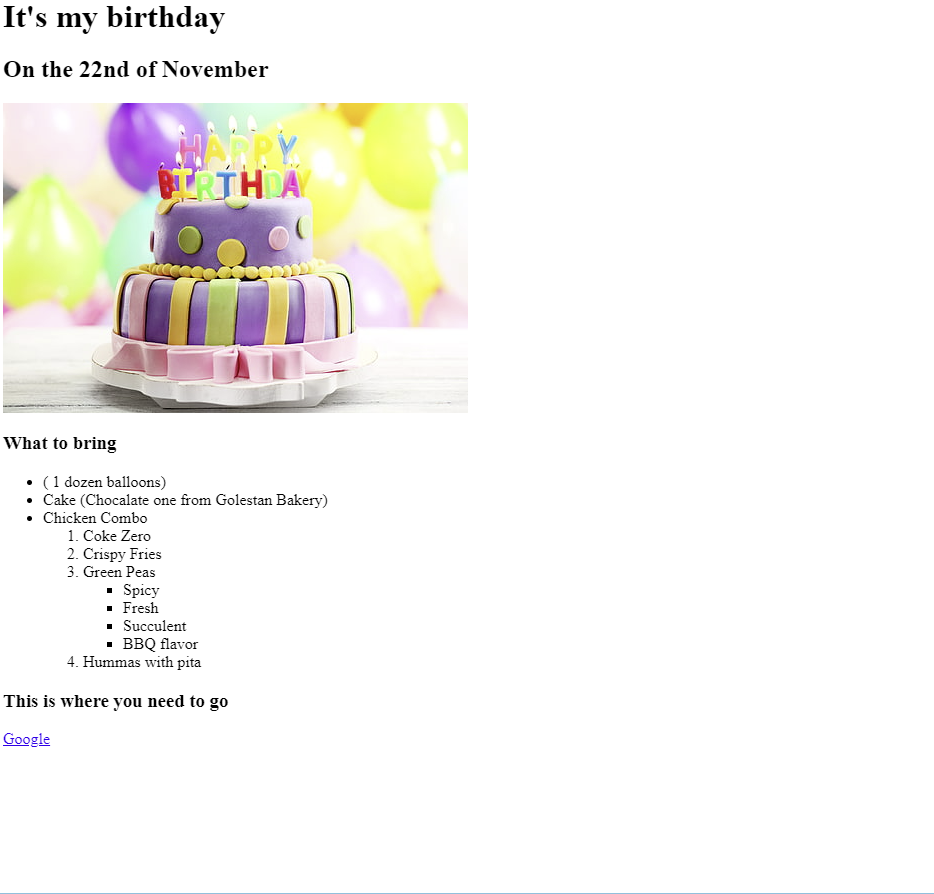 It's my birthday
On the 22nd of November
HAPPY
BIRTHDAY
What to bring
( 1 dozen balloons)
Cake (Chocalate one from Golestan Bakery)
Chicken Combo
1. Coke Zero
2. Crispy Fries
3. Green Peas
Spicy
Fresh
Succulent
BBQ flavor
4. Hummas with pita
This is where you need to go
Google